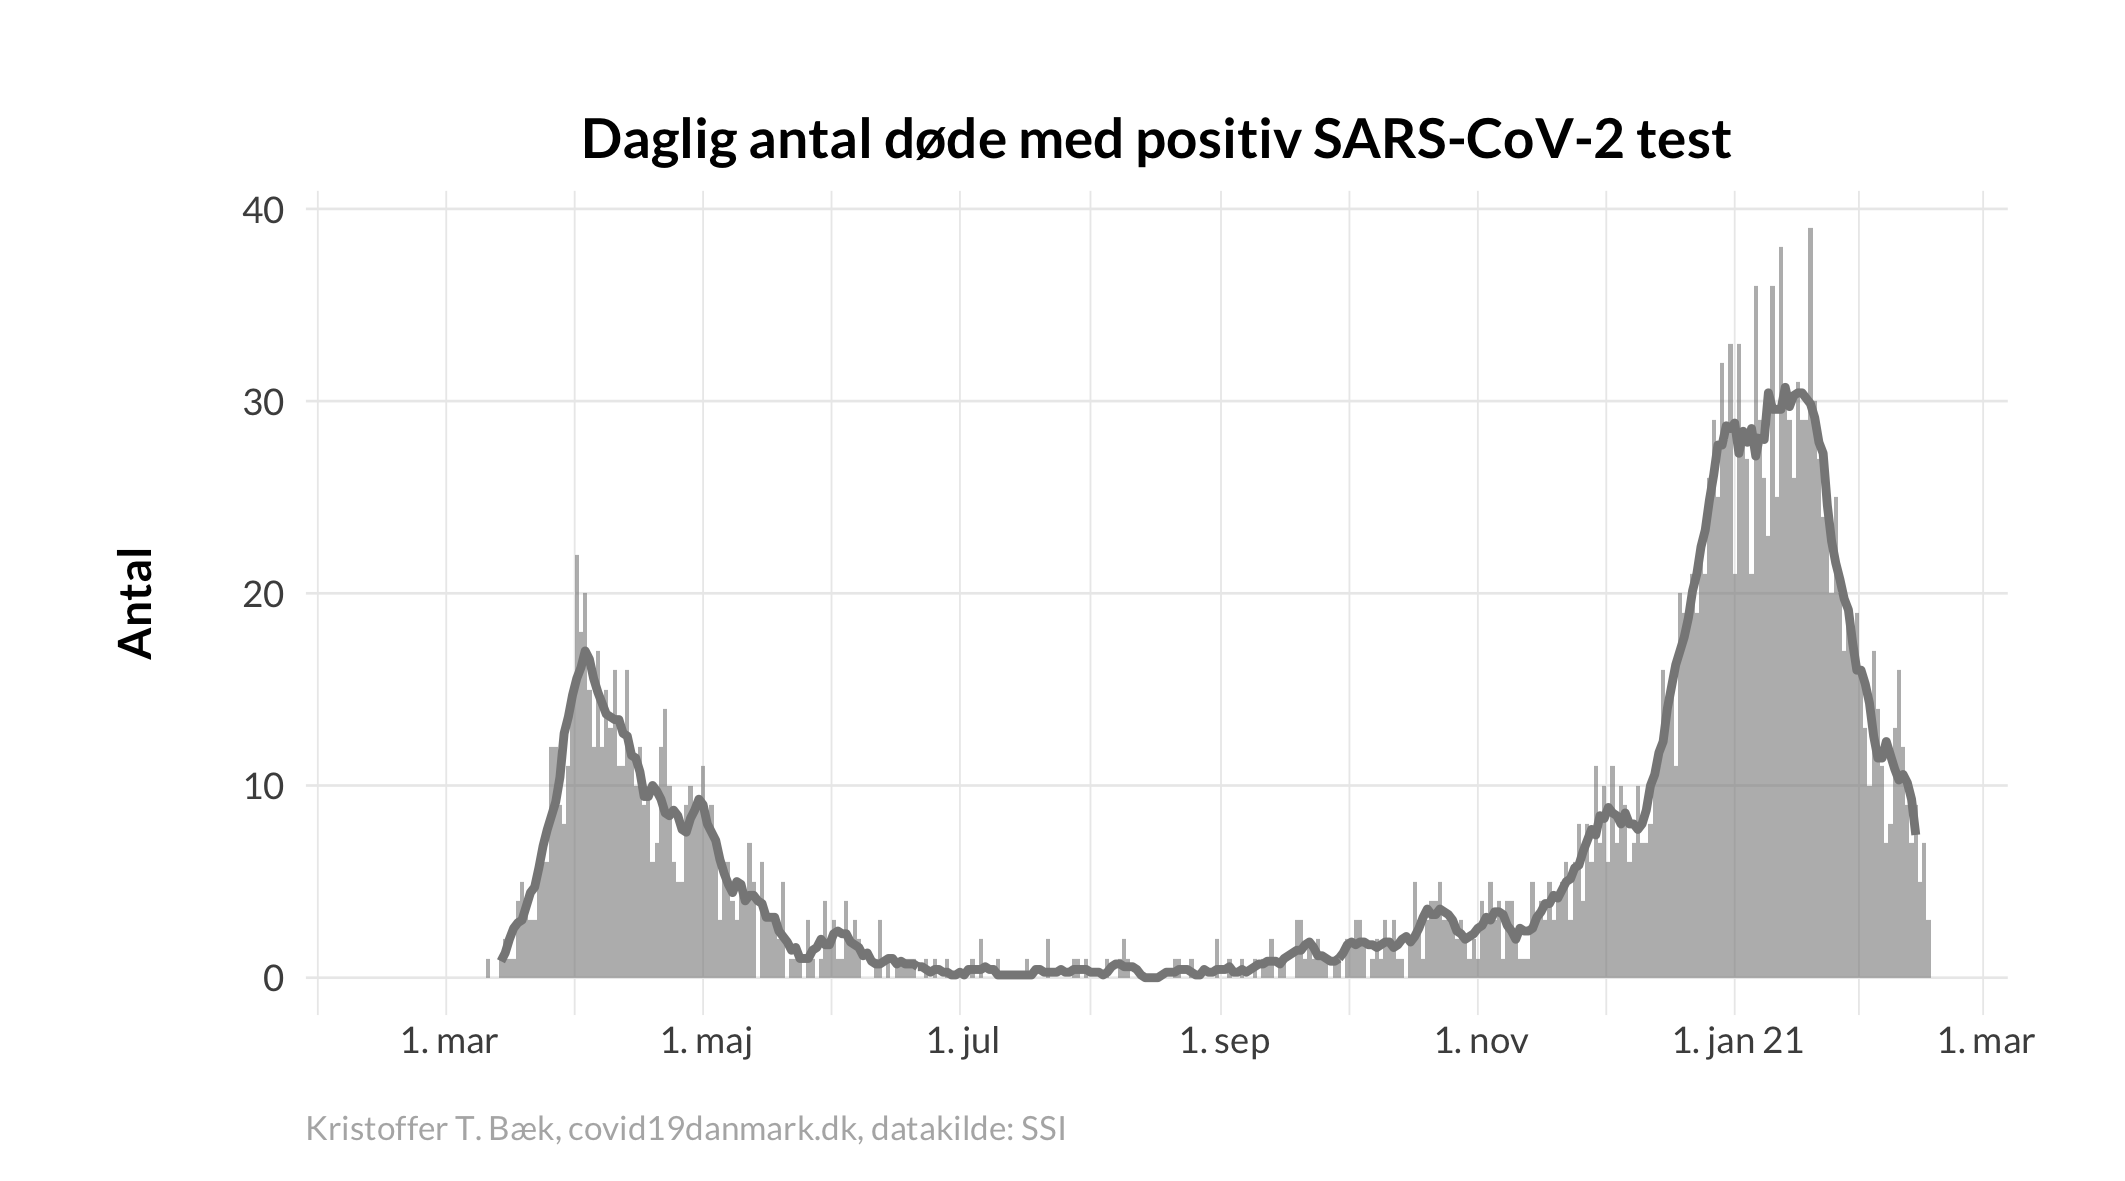 Daglig antal døde med positiv SARS-CoV-2 test
Antal
40
30
20
10
0
1. mar
1. maj
1. jul
1. sep
1. nov
1. jan 21
1. mar
Kristoffer T. Bæk, covid19danmark.dk, datakilde: SSI